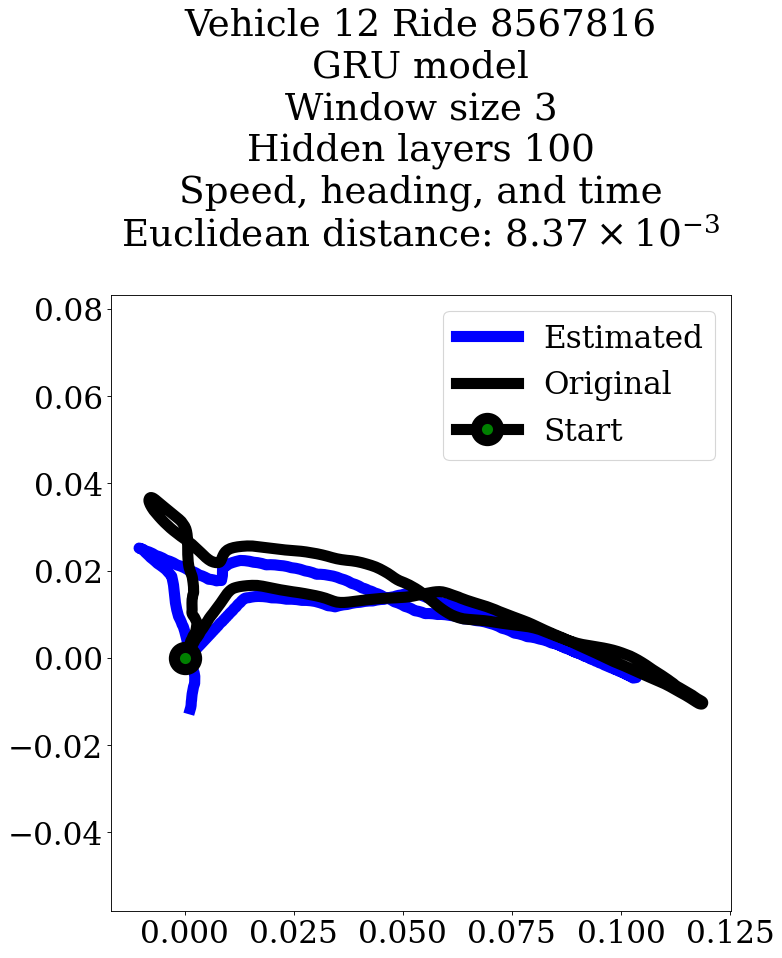 Vehicle 12 Ride 8567816
GRU model
Window size 3
Hidden layers 100
Speed, heading, and time
Euclidean distance: 8.37 × 10⁻³
Estimated
Original
Start
0.08
0.06
0.04
0.02
0.00
−0.02
−0.04
0.000 0.025 0.050 0.075 0.100 0.125